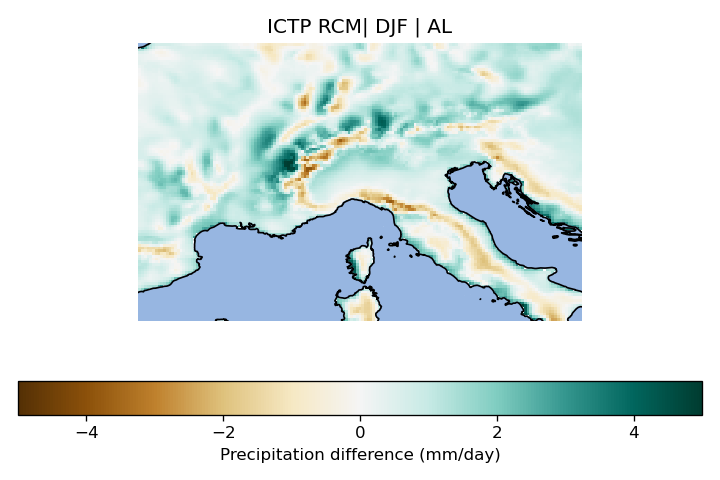 ICTP RCM| DJF | AL
−4 −2 0 2 4
Precipitation difference (mm/day)